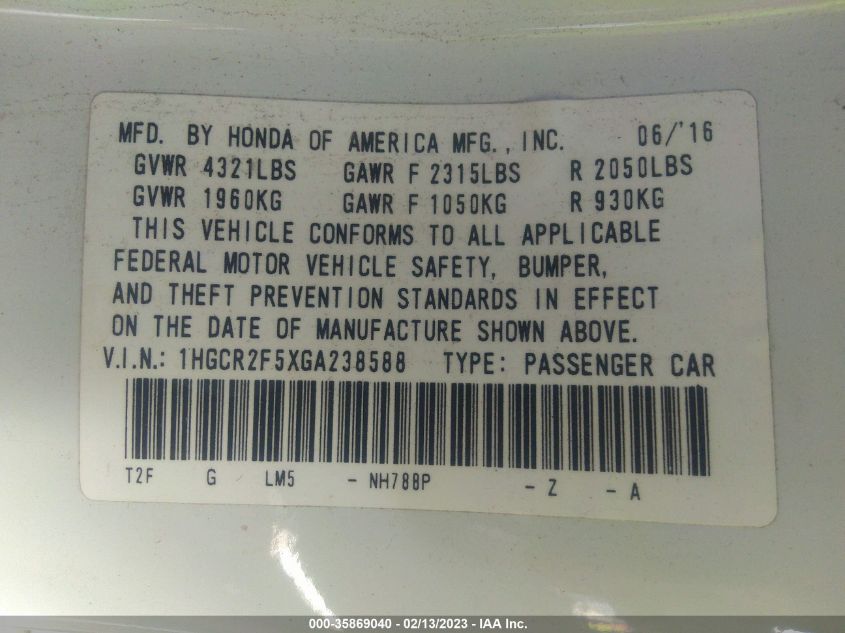 MFD. BY HONDA OF AMERICA MFG., INC. 06/'16
GVWR 4321LBS GAWR F 2315LBS R 2050LBS
GVWR 1960KG GAWR F 1050KG R 930KG
THIS VEHICLE CONFORMS TO ALL APPLICABLE
FEDERAL MOTOR VEHICLE SAFETY, BUMPER,
AND THEFT PREVENTION STANDARDS IN EFFECT
ON THE DATE OF MANUFACTURE SHOWN ABOVE.
V.I.N.: 1HGCR2F5XGA238588 TYPE: PASSENGER CAR
T2F G LM5 - NH788P - Z - A
000-35869040 - 02/13/2023 - IAA Inc.